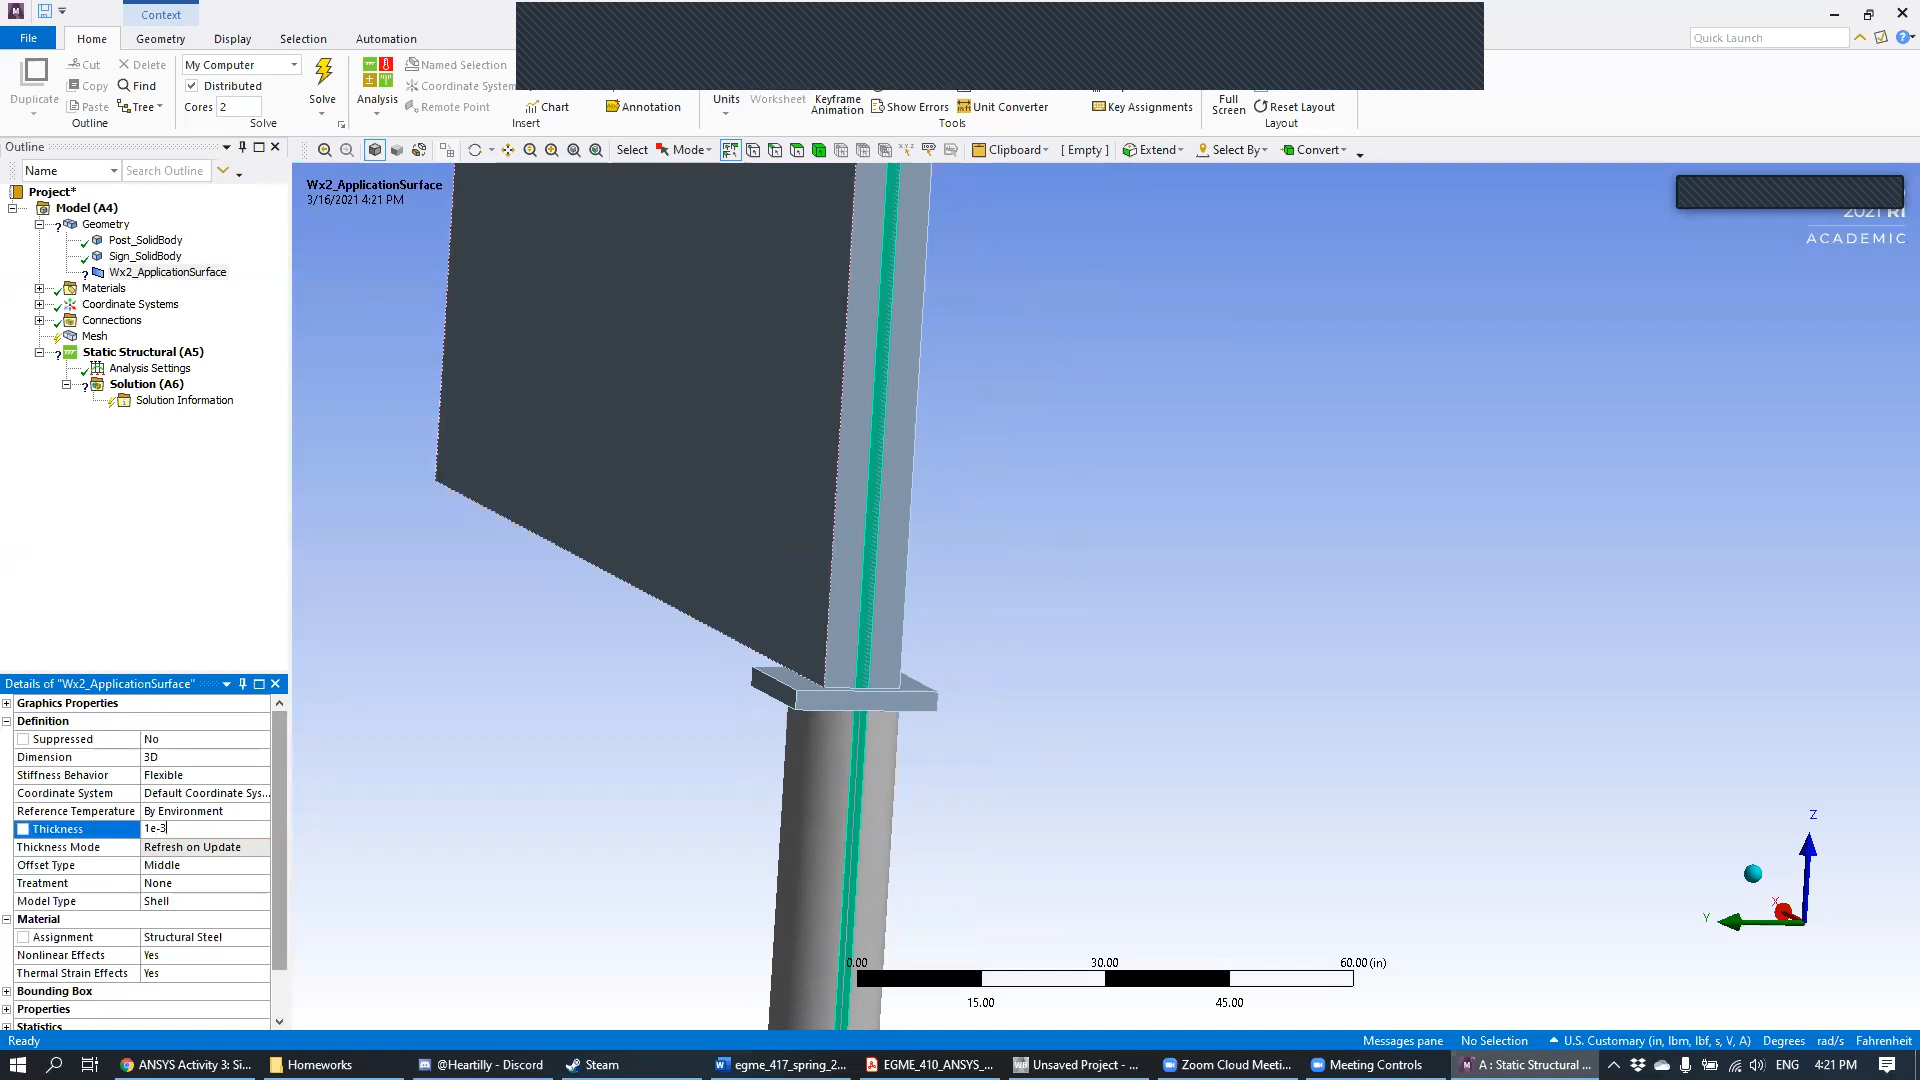 Context
File
Home
Geometry
Display
Selection
Automation
Quick Launch
Duplicate
Cut
Copy
Paste
Delete
Find
Tree
Outline
My Computer
Distributed
Cores 2
Solve
Solve
Analysis
Named Selection
Coordinate System
Remote Point
Chart
Annotation
Insert
Units
Worksheet
Keyframe
Animation
Show Errors
Unit Converter
Key Assignments
Tools
Full
Screen
Reset Layout
Layout
Outline
Name
Search Outline
Select
Mode
Clipboard
[ Empty ]
Extend
Select By
Convert
Project*
Model (A4)
Geometry
Post_SolidBody
Sign_SolidBody
Wx2_ApplicationSurface
Materials
Coordinate Systems
Connections
Mesh
Static Structural (A5)
Analysis Settings
Solution (A6)
Solution Information
Wx2_ApplicationSurface
3/16/2021 4:21 PM
2021 R1
ACADEMIC
Details of "Wx2_ApplicationSurface"
Graphics Properties
Definition
Suppressed No
Dimension 3D
Stiffness Behavior Flexible
Coordinate System Default Coordinate Sys...
Reference Temperature By Environment
Thickness 1e-3
Thickness Mode Refresh on Update
Offset Type Middle
Treatment None
Model Type Shell
Material
Assignment Structural Steel
Nonlinear Effects Yes
Thermal Strain Effects Yes
Bounding Box
Properties
Statistics
Z
X
Y
0.00 30.00 60.00 (in)
15.00 45.00
Ready
Messages pane
No Selection
U.S. Customary (in, lbm, lbf, s, V, A)
Degrees
rad/s
Fahrenheit
ANSYS Activity 3: Si...
Homeworks
@Heartilly - Discord
Steam
egme_417_spring_2...
EGME_410_ANSYS_...
Unsaved Project - ...
Zoom Cloud Meeti...
Meeting Controls
A : Static Structural ...
ENG
4:21 PM